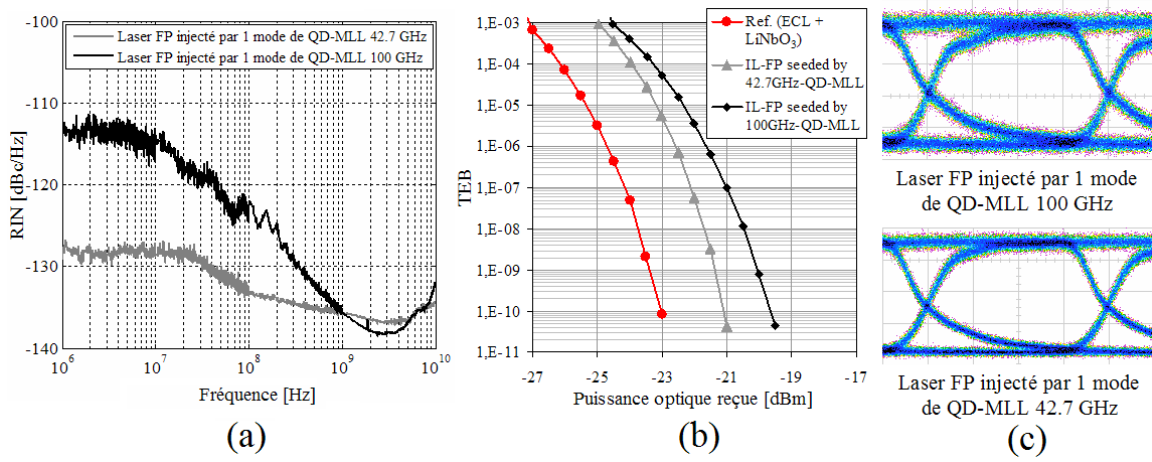 Laser FP injecté par 1 mode de QD-MLL 42.7 GHz
Laser FP injecté par 1 mode de QD-MLL 100 GHz
-100
-110
-120
-130
-140
RIN [dBc/Hz]
10^6
10^7
10^8
10^9
10^10
Fréquence [Hz]
(a)
1,E-03
1,E-04
1,E-05
1,E-06
1,E-07
1,E-08
1,E-09
1,E-10
1,E-11
TEB
Ref. (ECL +
LiNbO3)
IL-FP seeded by
42.7GHz-QD-MLL
IL-FP seeded by
100GHz-QD-MLL
-27
-25
-23
-21
-19
-17
Puissance optique reçue [dBm]
(b)
Laser FP injecté par 1 mode
de QD-MLL 100 GHz
Laser FP injecté par 1 mode
de QD-MLL 42.7 GHz
(c)